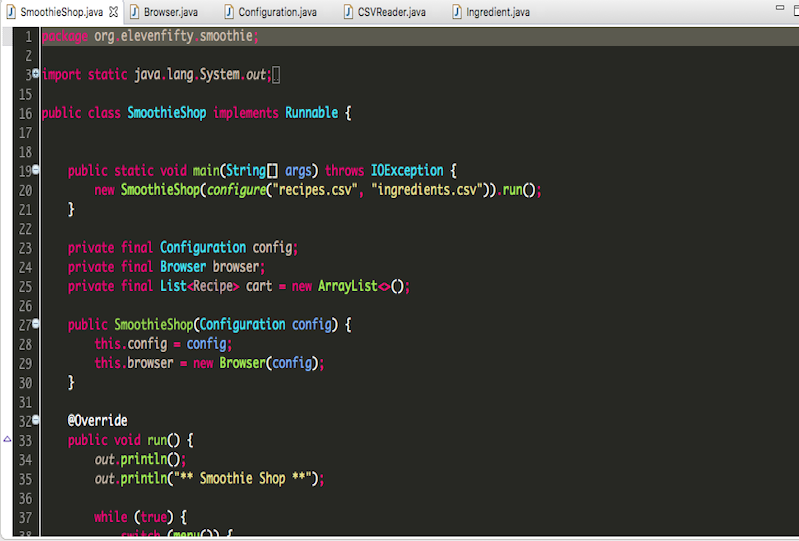 SmoothieShop.java Browser.java Configuration.java CSVReader.java Ingredient.java
1 package org.elevenfifty.smoothie;
2
3 import static java.lang.System.out;
15
16 public class SmoothieShop implements Runnable {
17
18
19 public static void main(String[] args) throws IOException {
20 new SmoothieShop(configure("recipes.csv", "ingredients.csv")).run();
21 }
22
23 private final Configuration config;
24 private final Browser browser;
25 private final List<Recipe> cart = new ArrayList<>();
26
27 public SmoothieShop(Configuration config) {
28 this.config = config;
29 this.browser = new Browser(config);
30 }
31
32 @Override
33 public void run() {
34 out.println();
35 out.println("** Smoothie Shop **");
36
37 while (true) {
38 switch (menu()) {